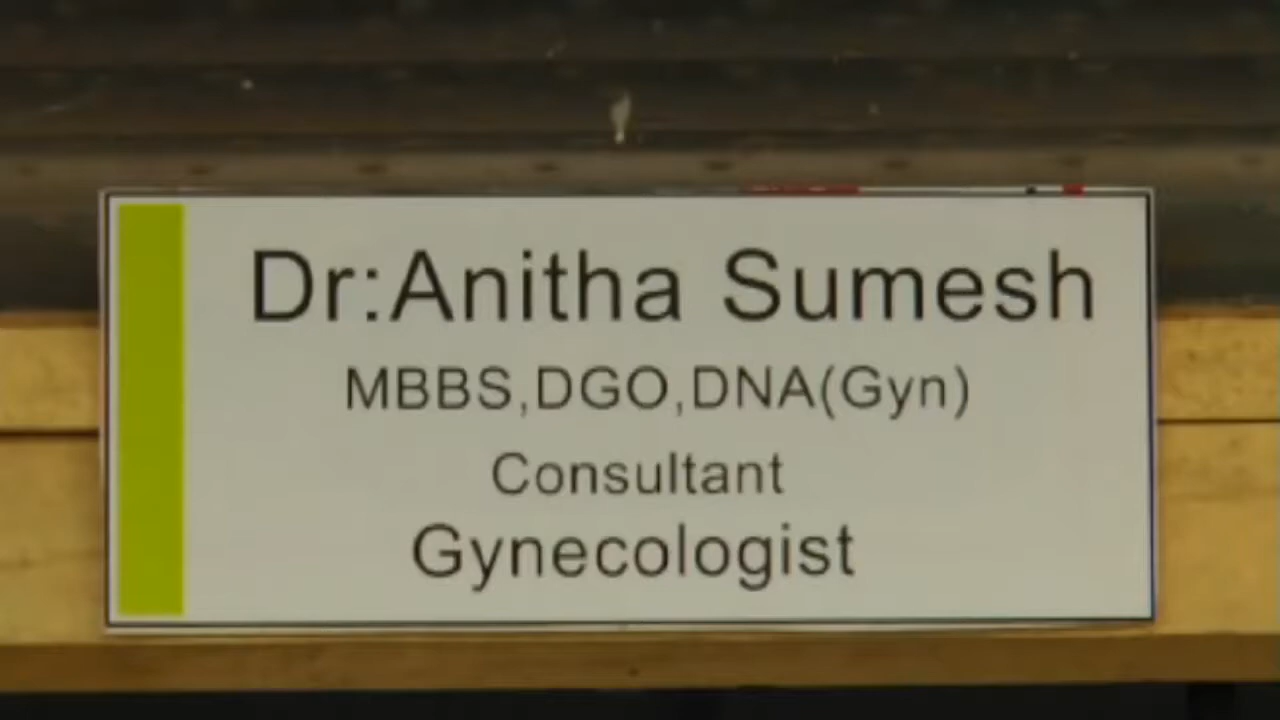 Dr:Anitha Sumesh
MBBS,DGO,DNA(Gyn)
Consultant
Gynecologist